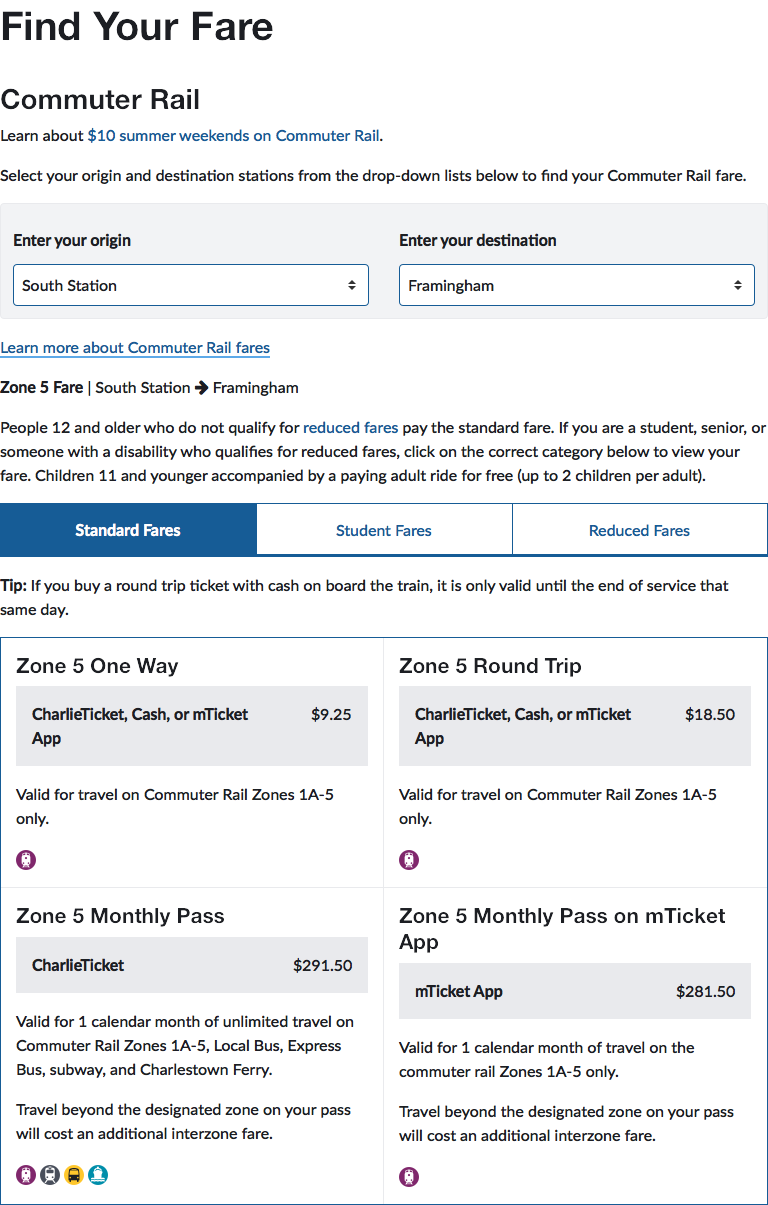 Find Your Fare
Commuter Rail
Learn about $10 summer weekends on Commuter Rail.
Select your origin and destination stations from the drop-down lists below to find your Commuter Rail fare.
Enter your origin
Enter your destination
South Station
Framingham
Learn more about Commuter Rail fares
Zone 5 Fare | South Station → Framingham
People 12 and older who do not qualify for reduced fares pay the standard fare. If you are a student, senior, or
someone with a disability who qualifies for reduced fares, click on the correct category below to view your
fare. Children 11 and younger accompanied by a paying adult ride for free (up to 2 children per adult).
Standard Fares
Student Fares
Reduced Fares
Tip: If you buy a round trip ticket with cash on board the train, it is only valid until the end of service that
same day.
Zone 5 One Way
CharlieTicket, Cash, or mTicket $9.25
App
Valid for travel on Commuter Rail Zones 1A-5
only.
Zone 5 Round Trip
CharlieTicket, Cash, or mTicket $18.50
App
Valid for travel on Commuter Rail Zones 1A-5
only.
Zone 5 Monthly Pass
CharlieTicket $291.50
Valid for 1 calendar month of unlimited travel on
Commuter Rail Zones 1A-5, Local Bus, Express
Bus, subway, and Charlestown Ferry.
Travel beyond the designated zone on your pass
will cost an additional interzone fare.
Zone 5 Monthly Pass on mTicket
App
mTicket App $281.50
Valid for 1 calendar month of travel on the
commuter rail Zones 1A-5 only.
Travel beyond the designated zone on your pass
will cost an additional interzone fare.